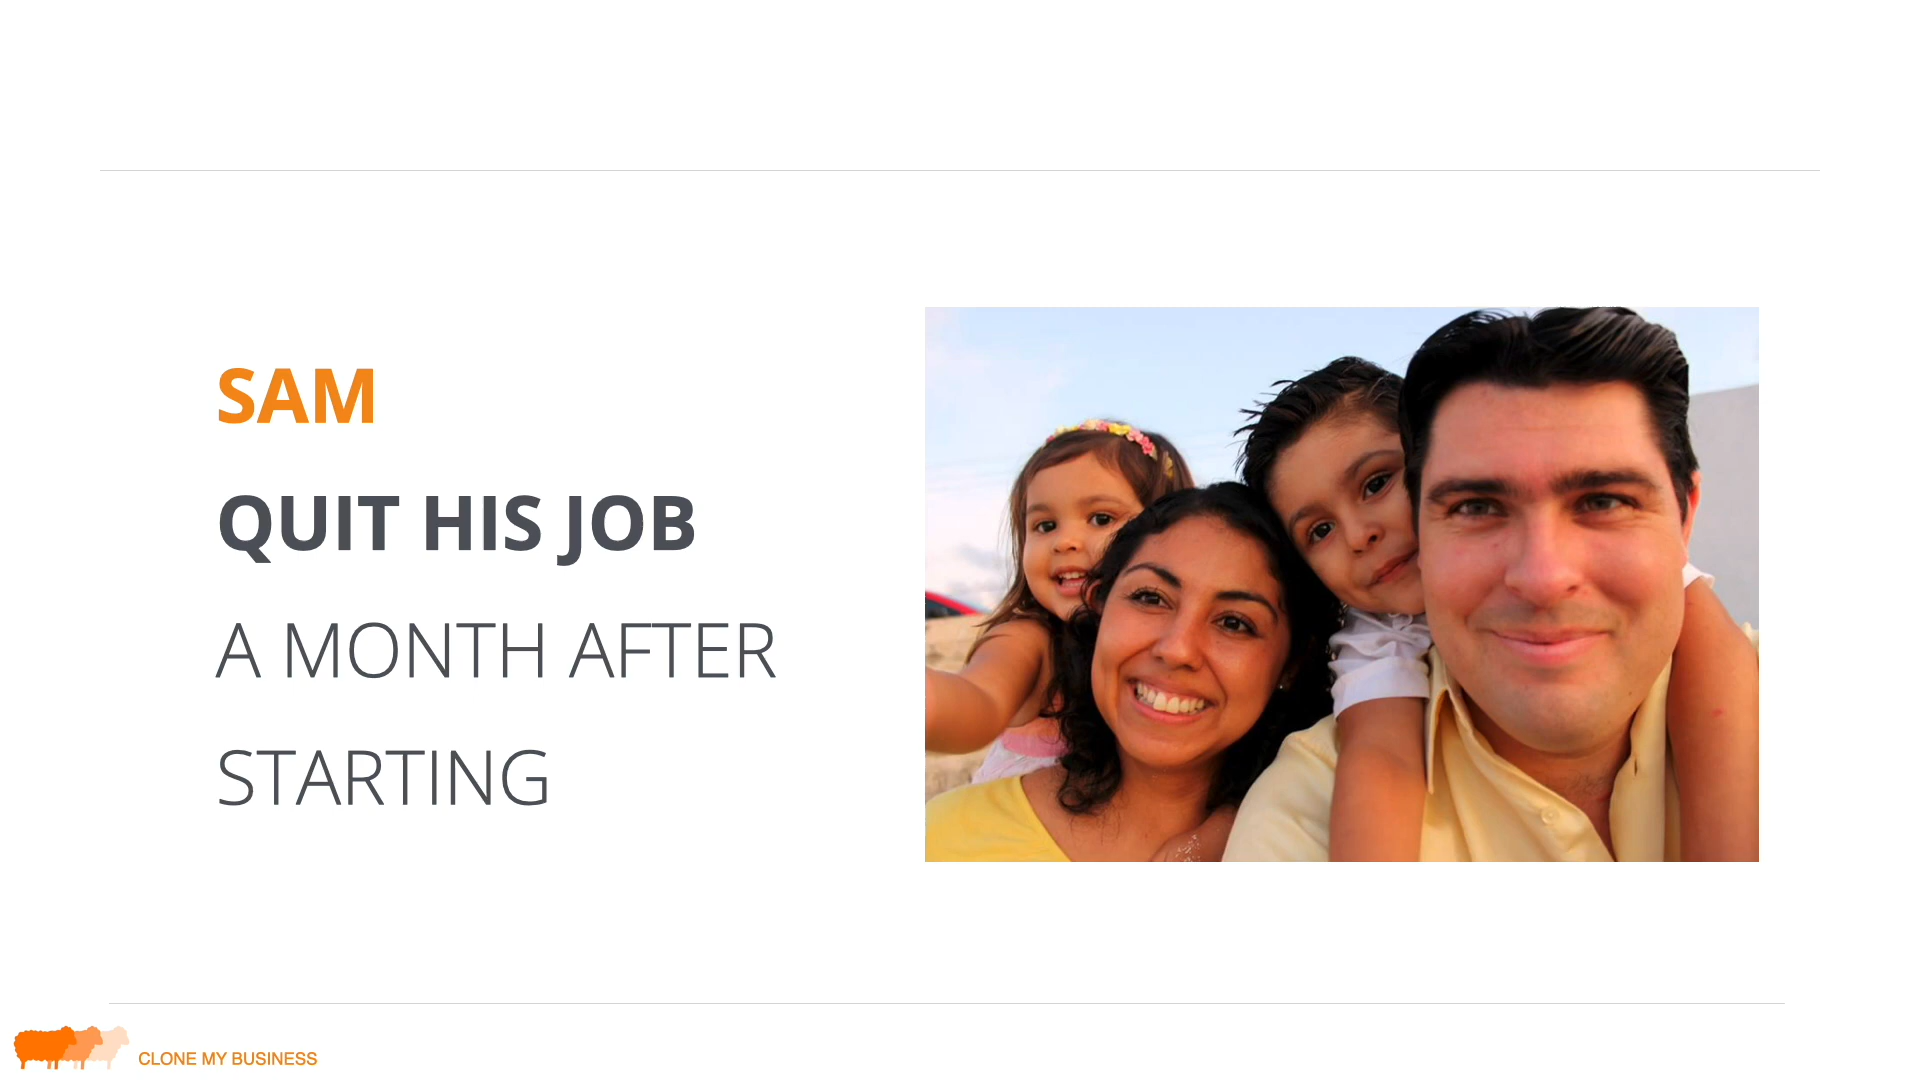 SAM
QUIT HIS JOB
A MONTH AFTER
STARTING
CLONE MY BUSINESS